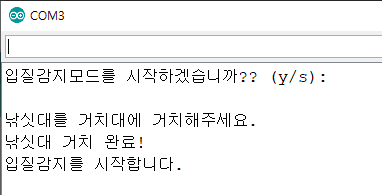 COM3
입질감지모드를 시작하겠습니까?? (y/s):
낚싯대를 거치대에 거치해주세요.
낚싯대 거치 완료!
입질감지를 시작합니다.